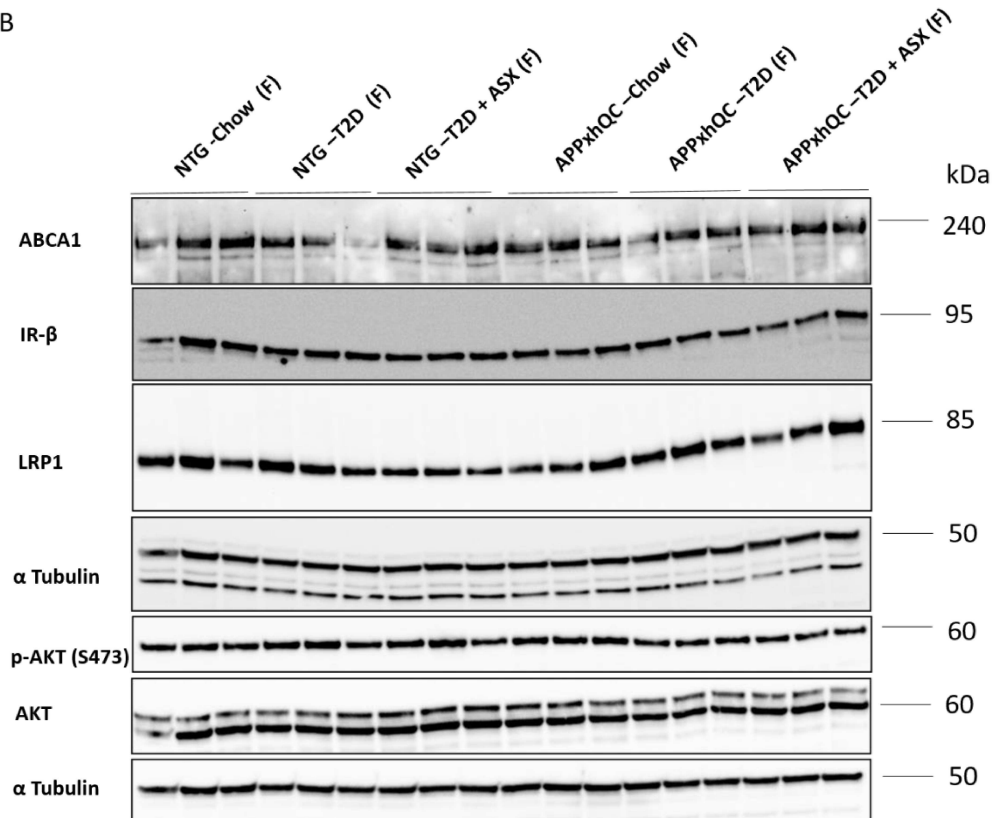 B
NTG -Chow (F)
NTG –T2D (F)
NTG –T2D + ASX (F)
APPxhQC –Chow (F)
APPxhQC –T2D (F)
APPxhQC –T2D + ASX (F)
kDa
ABCA1
240
IR-β
95
LRP1
85
α Tubulin
50
p-AKT (S473)
60
AKT
60
α Tubulin
50